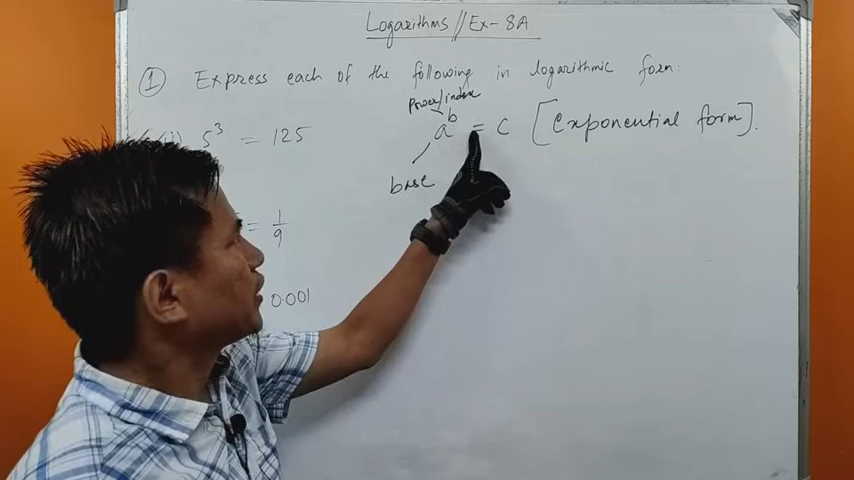 Logarithms // Ex-8A
① Express each of the following in logarithmic form:
power/index
5³ = 125
a^b = c [Exponential form].
base
= 1/9
0.001